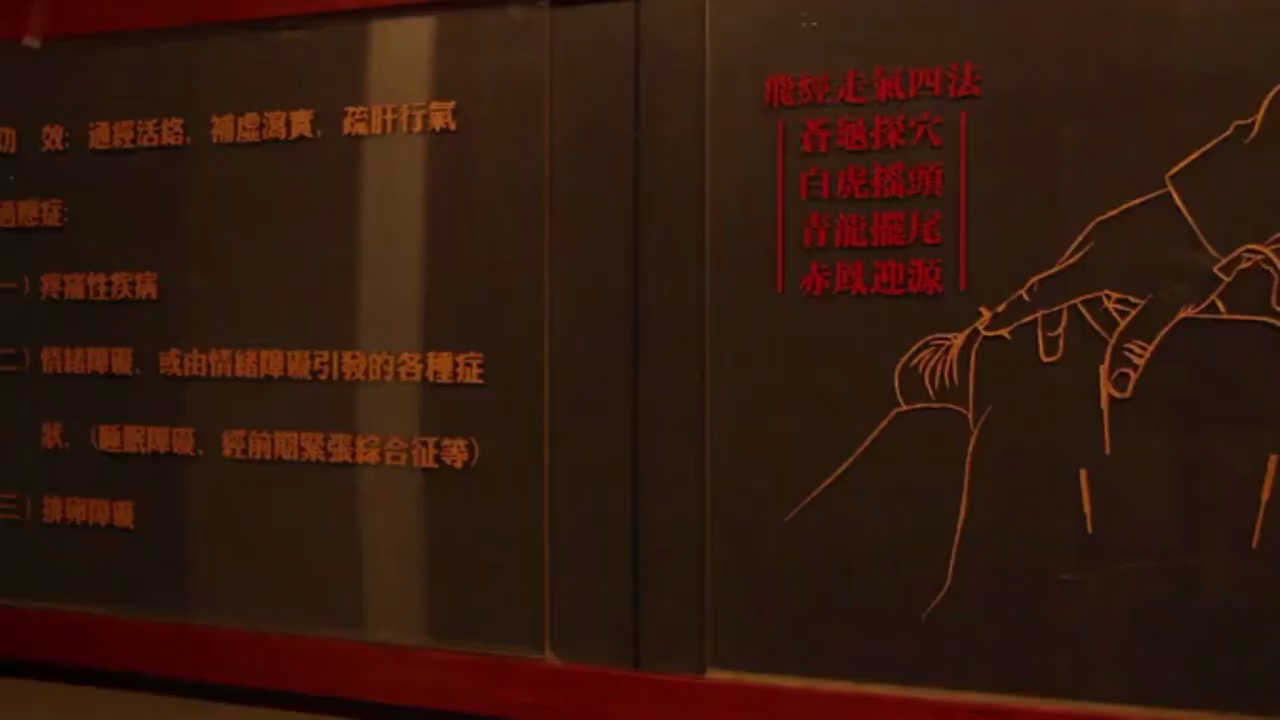 功 效: 通經活絡、補虛瀉實、疏肝行氣
適應症:
一）疼痛性疾病
二）情緒障礙、或由情緒障礙引發的各種症
狀、（睡眠障礙、經前期緊張綜合征等）
三）排卵障礙
飛經走氣四法
蒼龜探穴
白虎搖頭
青龍擺尾
赤鳳迎源